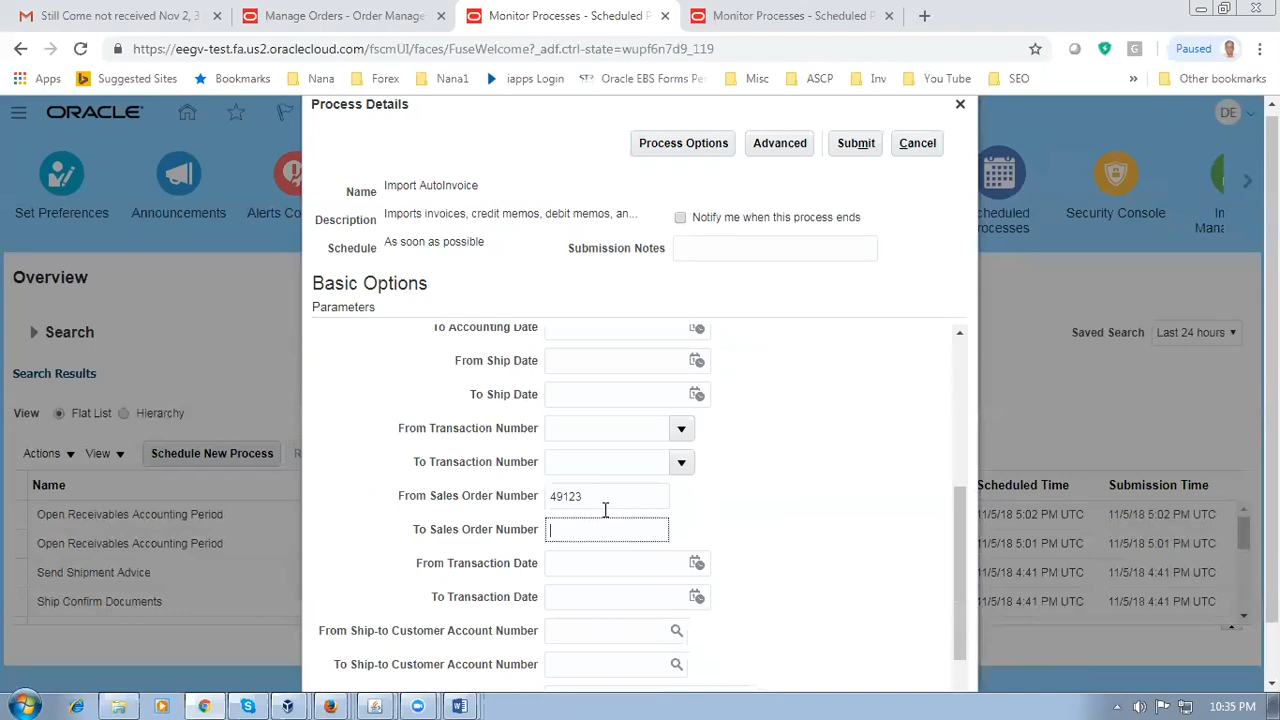 Still Come not received Nov 2, 3
Manage Orders - Order Manage
Monitor Processes - Scheduled P
Monitor Processes - Scheduled P
https://eegv-test.fa.us2.oraclecloud.com/fscmUI/faces/FuseWelcome?_adf.ctrl-state=wupf6n7d9_119
Paused
Apps
Suggested Sites
Bookmarks
Nana
Forex
Nana1
iapps Login
Oracle EBS Forms Pe
Misc
ASCP
Inv
You Tube
SEO
»
Other bookmarks
ORACLE
DE
Process Details
Process Options
Advanced
Submit
Cancel
Set Preferences
Announcements
Alerts Co
Scheduled
Processes
Security Console
In
Mana
Name
Import AutoInvoice
Description
Imports invoices, credit memos, debit memos, an...
Notify me when this process ends
Schedule
As soon as possible
Submission Notes
Basic Options
Parameters
Overview
Search
Saved Search
Last 24 hours
Search Results
View
Flat List
Hierarchy
Actions
View
Schedule New Process
R
Name
Scheduled Time
Submission Time
Open Receivables Accounting Period
11/5/18 5:02 PM UTC
11/5/18 5:02 PM UTC
Open Receivables Accounting Period
11/5/18 5:01 PM UTC
11/5/18 5:01 PM UTC
Send Shipment Advice
11/5/18 4:41 PM UTC
11/5/18 4:41 PM UTC
Ship Confirm Documents
11/5/18 4:41 PM UTC
11/5/18 4:41 PM UTC
To Accounting Date
From Ship Date
To Ship Date
From Transaction Number
To Transaction Number
From Sales Order Number
49123
To Sales Order Number
From Transaction Date
To Transaction Date
From Ship-to Customer Account Number
To Ship-to Customer Account Number
10:35 PM